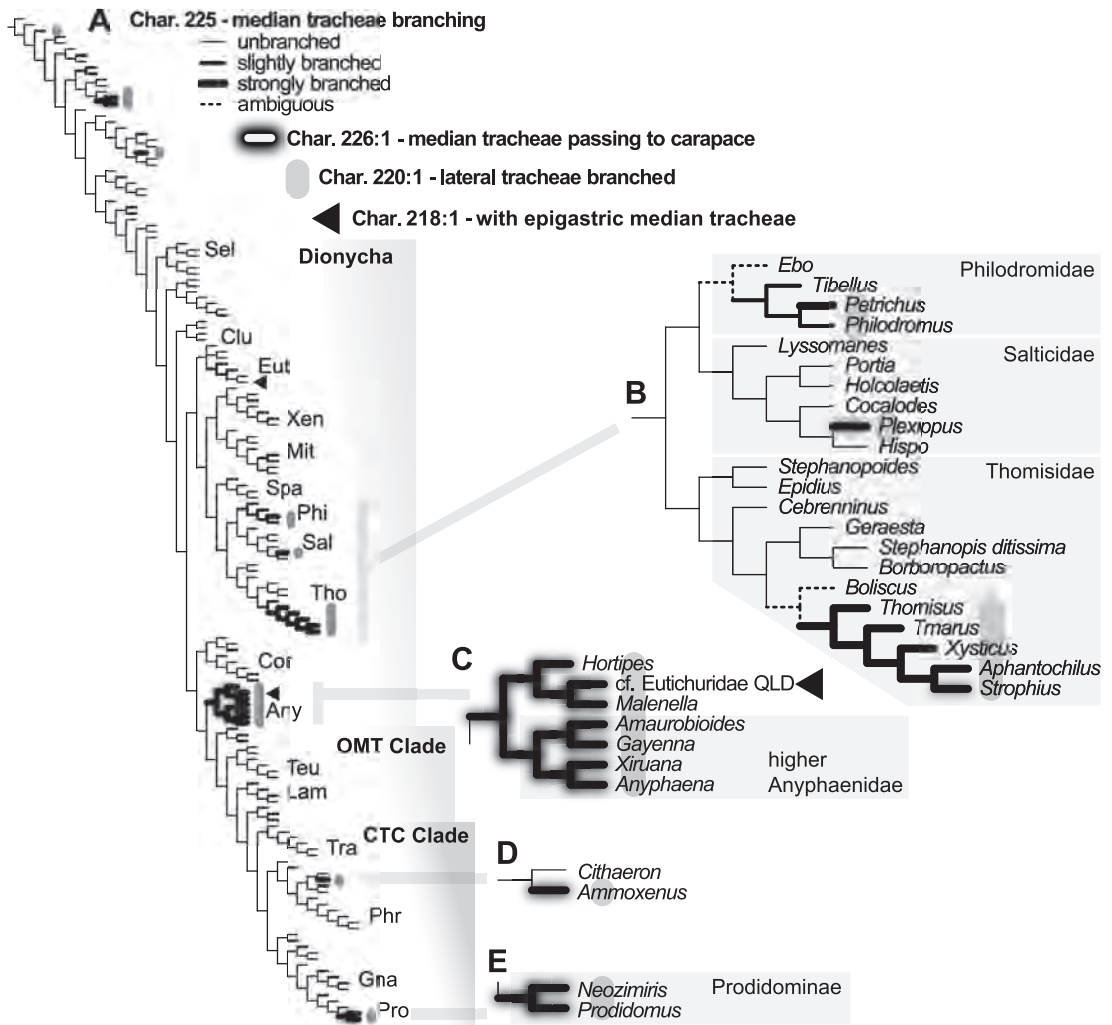 A Char. 225 - median tracheae branching
unbranched
slightly branched
strongly branched
ambiguous
Char. 226:1 - median tracheae passing to carapace
Char. 220:1 - lateral tracheae branched
Char. 218:1 - with epigastric median tracheae
Dionycha
Sel
Clu
Eut
Xen
Mit
Spa
Phi
Sal
Tho
Cor
Any
OMT Clade
Teu
Lam
CTC Clade
Tra
Phr
Gna
Pro
B
Ebo
Philodromidae
Tibellus
Petrichus
Philodromus
Lyssomanes
Salticidae
Portia
Holcolaetis
Cocalodes
Plexippus
Hispo
Stephanopoides
Thomisidae
Epidius
Cebrenninus
Geraesta
Stephanopis ditissima
Borboropactus
Boliscus
Thomisus
Tmarus
Xysticus
Aphantochilus
Strophius
C
Hortipes
cf. Eutichuridae QLD
Malenella
Amaurobioides
Gayenna
Xiruana
Anyphaena
higher
Anyphaenidae
D
Cithaeron
Ammoxenus
E
Neozimiris
Prodidominae
Prodidomus